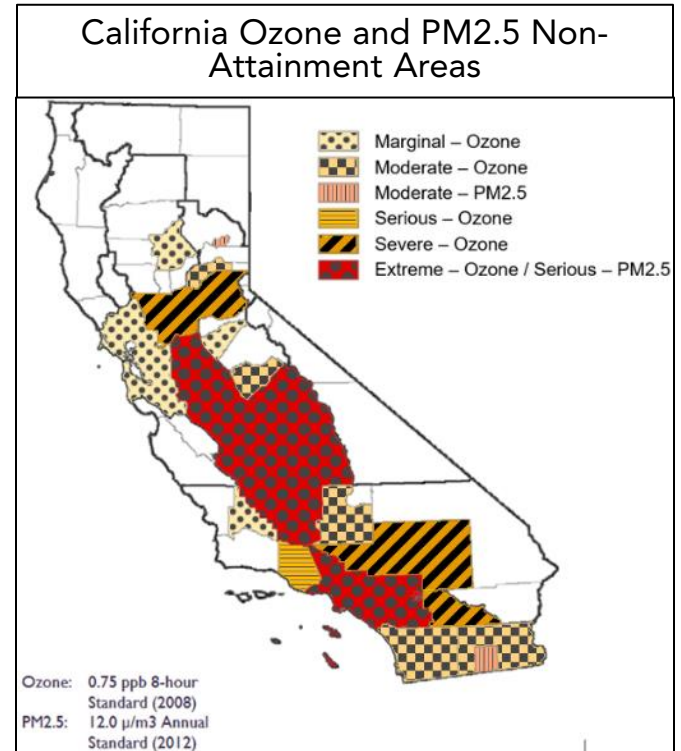 California Ozone and PM2.5 Non-
Attainment Areas
Marginal – Ozone
Moderate – Ozone
Moderate – PM2.5
Serious – Ozone
Severe – Ozone
Extreme – Ozone / Serious – PM2.5
Ozone: 0.75 ppb 8-hour
Standard (2008)
PM2.5: 12.0 μ/m3 Annual
Standard (2012)